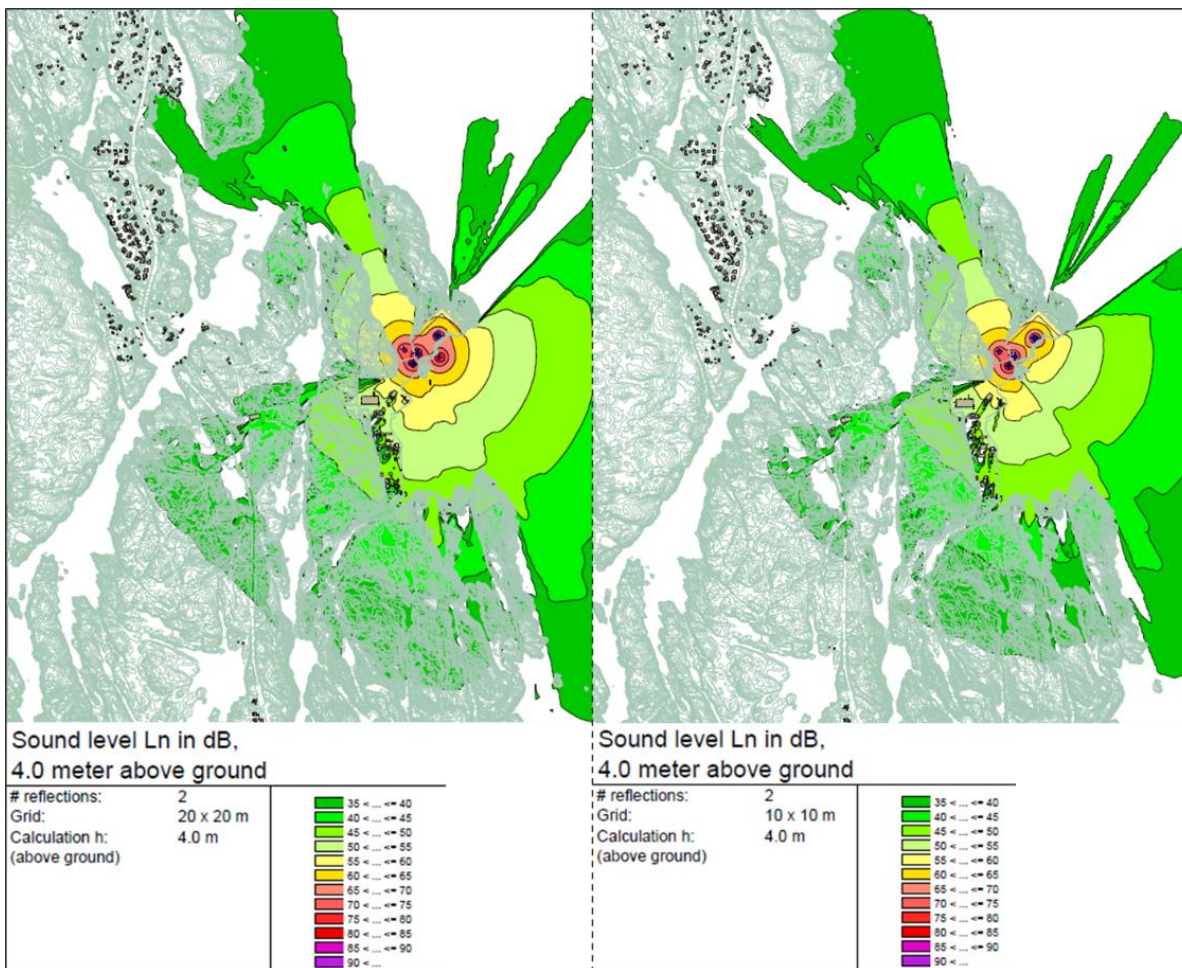 Sound level Ln in dB,
4.0 meter above ground
# reflections: 2
Grid: 20 x 20 m
Calculation h: 4.0 m
(above ground)
35 < ... <= 40
40 < ... <= 45
45 < ... <= 50
50 < ... <= 55
55 < ... <= 60
60 < ... <= 65
65 < ... <= 70
70 < ... <= 75
75 < ... <= 80
80 < ... <= 85
85 < ... <= 90
90 < ...
Sound level Ln in dB,
4.0 meter above ground
# reflections: 2
Grid: 10 x 10 m
Calculation h: 4.0 m
(above ground)
35 < ... <= 40
40 < ... <= 45
45 < ... <= 50
50 < ... <= 55
55 < ... <= 60
60 < ... <= 65
65 < ... <= 70
70 < ... <= 75
75 < ... <= 80
80 < ... <= 85
85 < ... <= 90
90 < ...